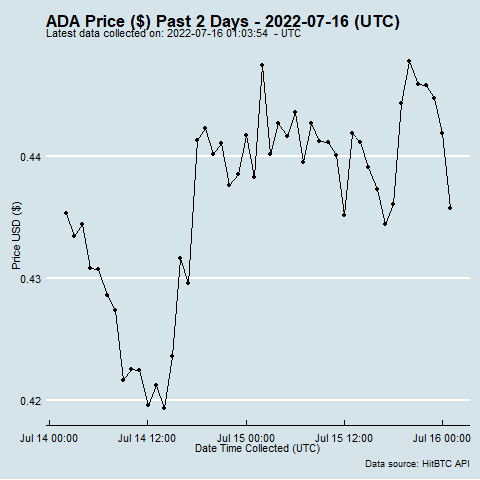 ADA Price ($) Past 2 Days - 2022-07-16 (UTC)
Latest data collected on: 2022-07-16 01:03:54  - UTC
Price USD ($)
0.44
0.43
0.42
Jul 14 00:00 Jul 14 12:00 Jul 15 00:00 Jul 15 12:00 Jul 16 00:00
Date Time Collected (UTC)
Data source: HitBTC API